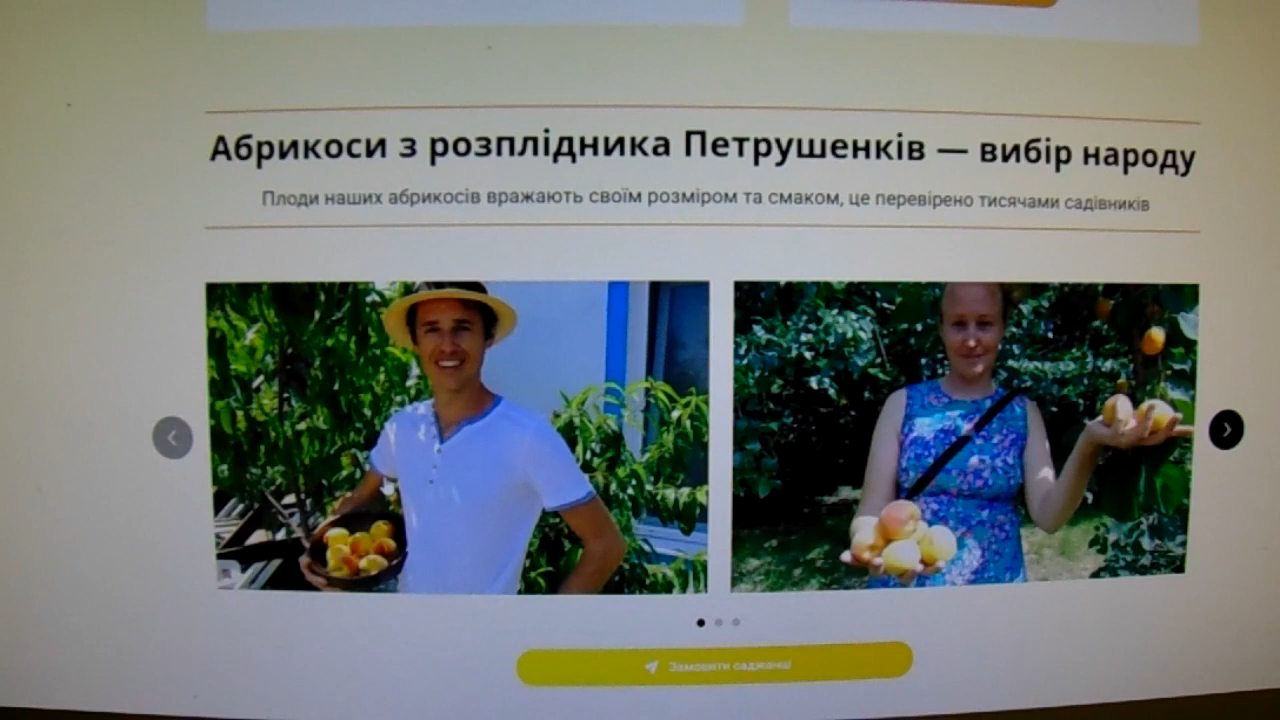 Абрикоси з розплідника Петрушенків — вибір народу
Плоди наших абрикосів вражають своїм розміром та смаком, це перевірено тисячами садівників
Замовити саджанці